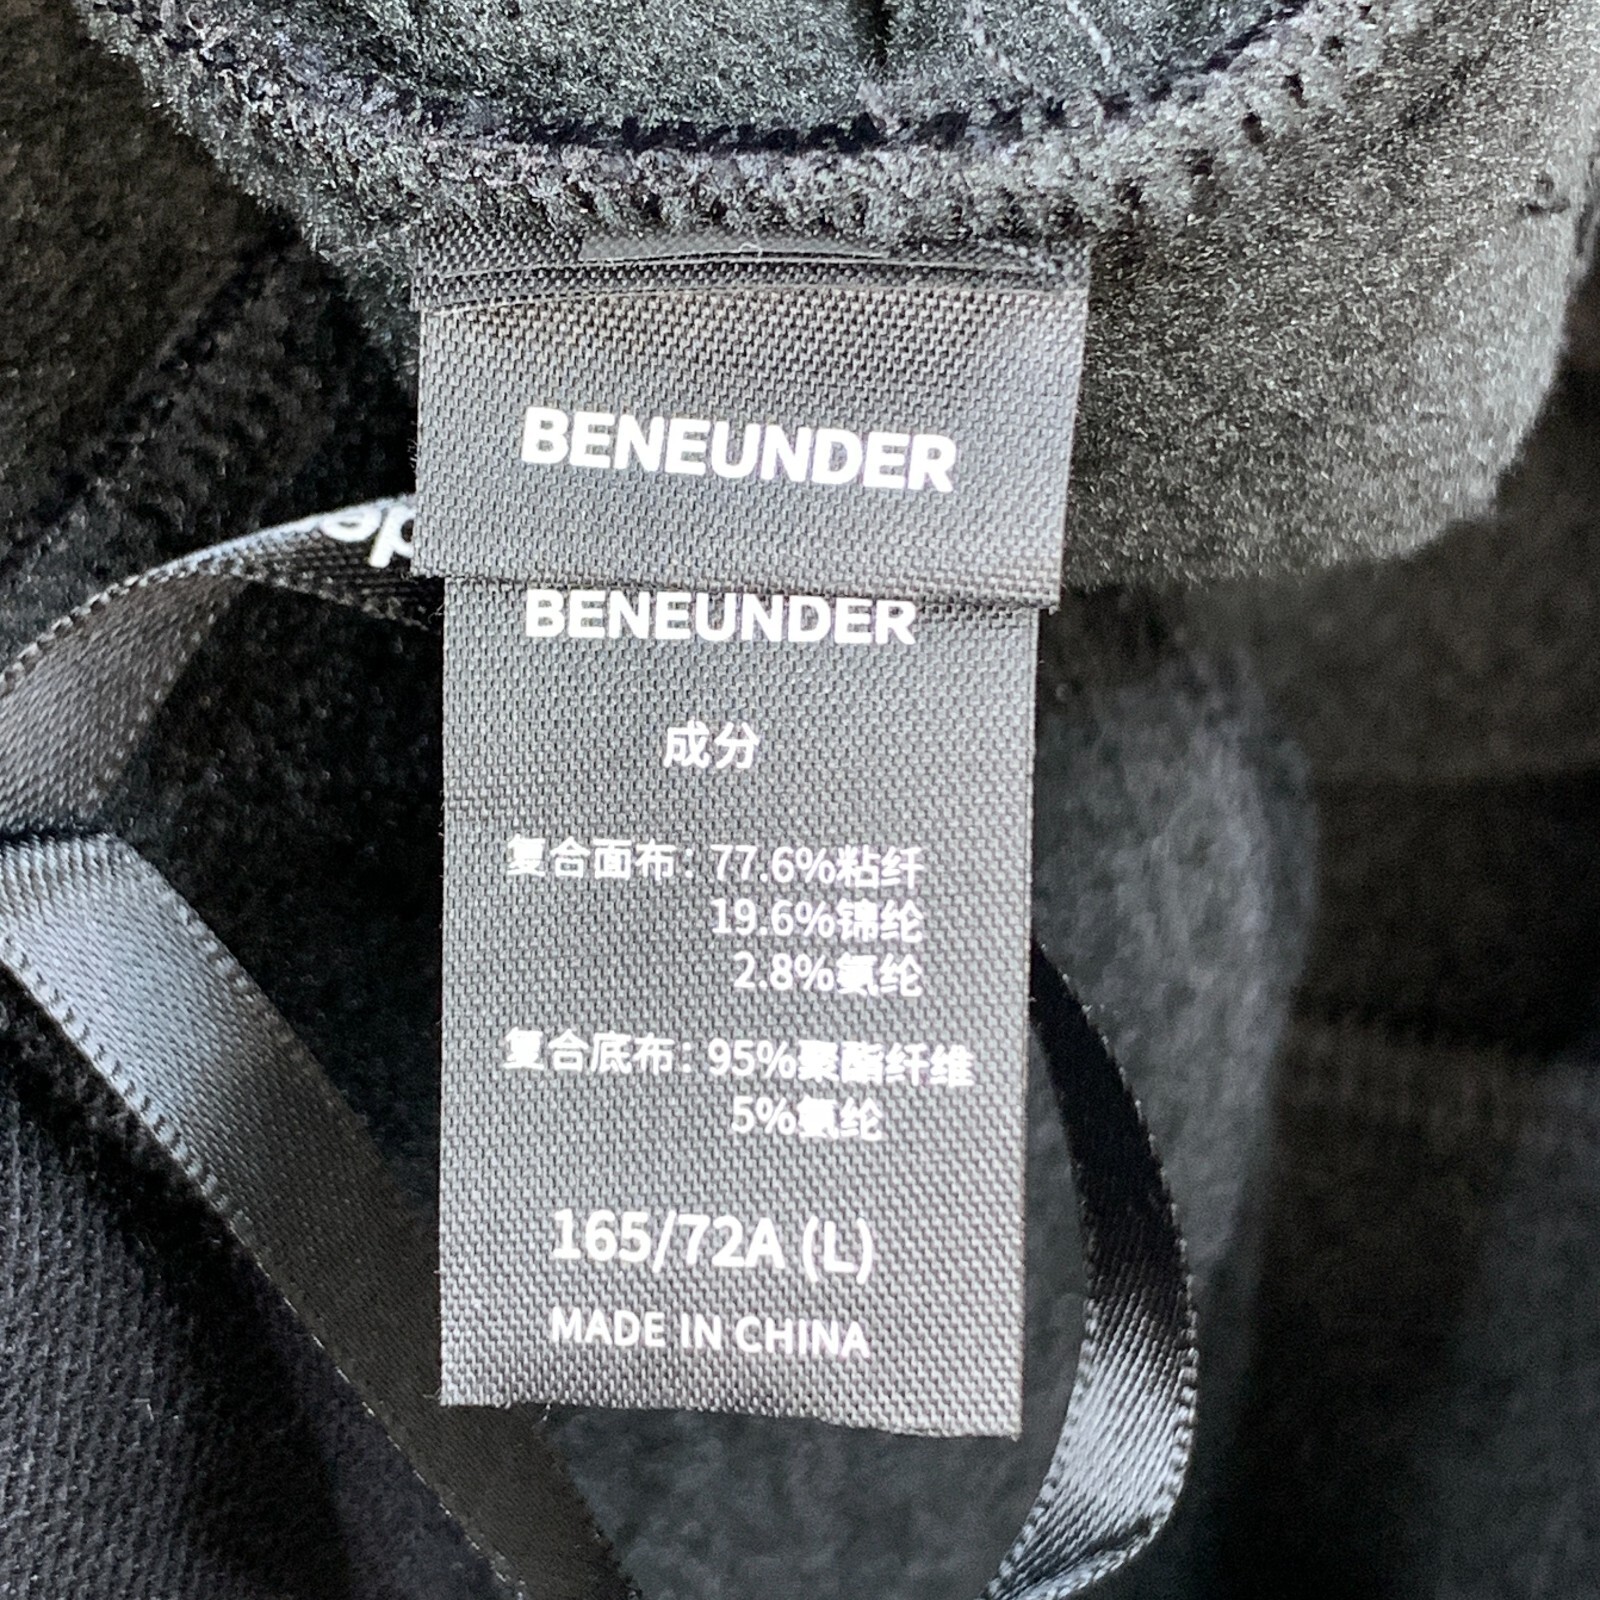 BENEUNDER
BENEUNDER
成分
复合面布: 77.6%粘纤
19.6%锦纶
2.8%氨纶
复合底布: 95%聚酯纤维
5%氨纶
165/72A (L)
MADE IN CHINA